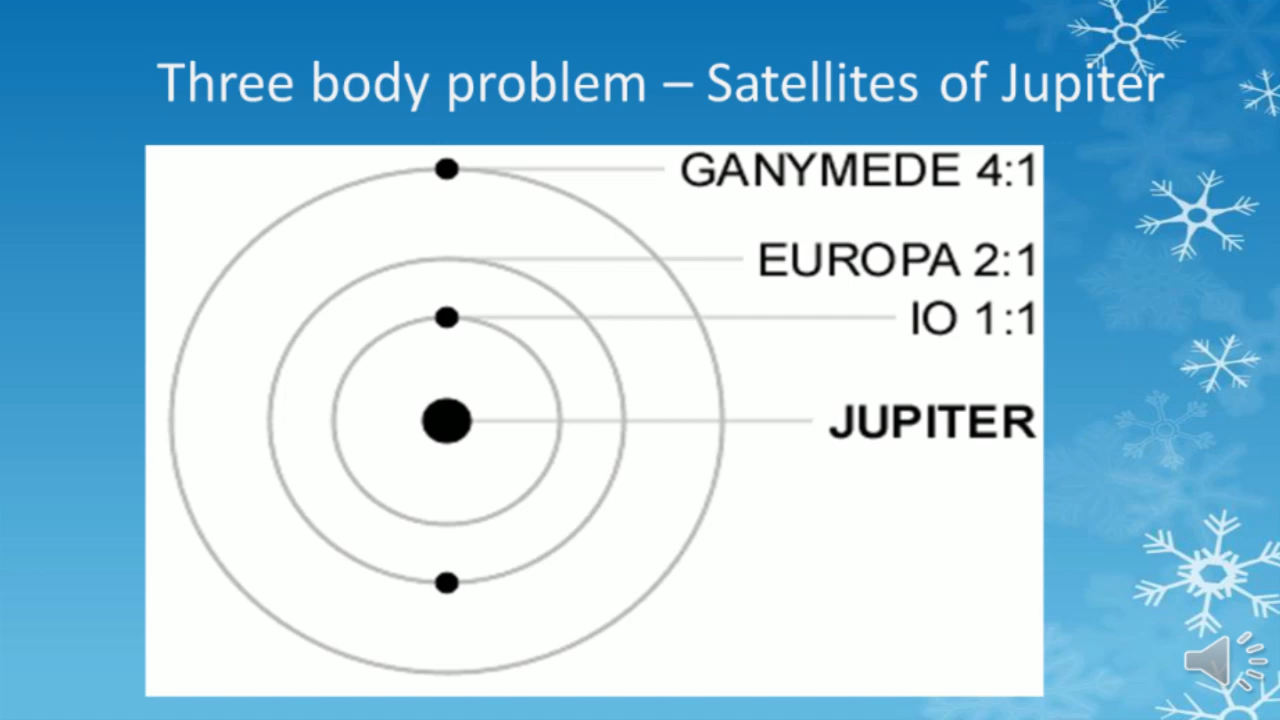 Three body problem – Satellites of Jupiter
GANYMEDE 4:1
EUROPA 2:1
IO 1:1
JUPITER